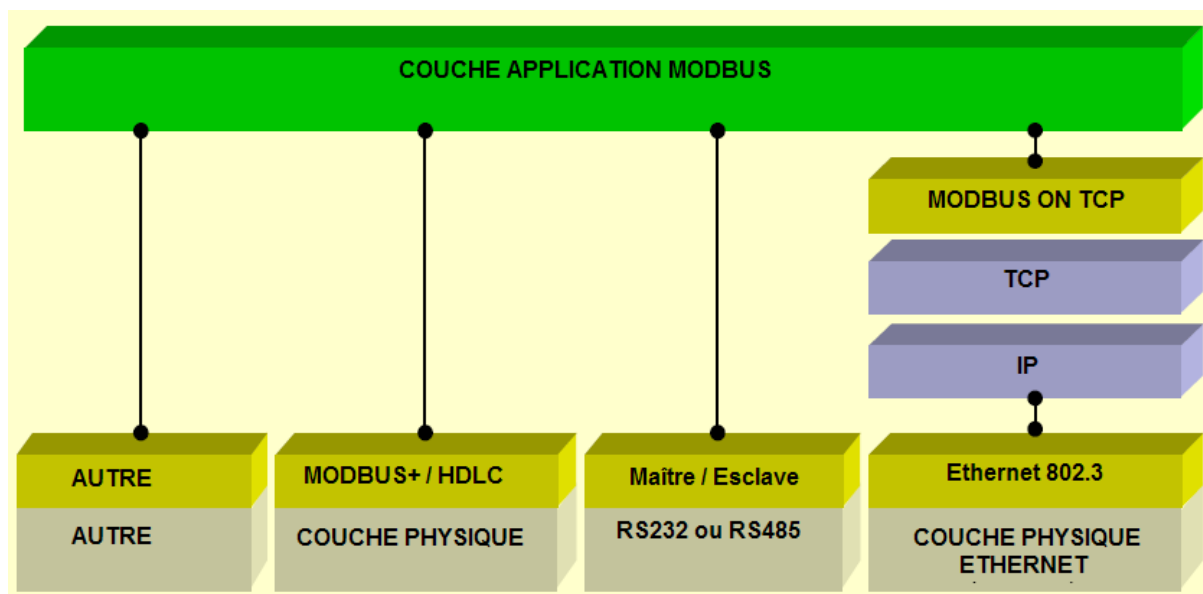 COUCHE APPLICATION MODBUS
MODBUS ON TCP
TCP
IP
AUTRE
MODBUS+ / HDLC
Maître / Esclave
Ethernet 802.3
AUTRE
COUCHE PHYSIQUE
RS232 ou RS485
COUCHE PHYSIQUE
ETHERNET